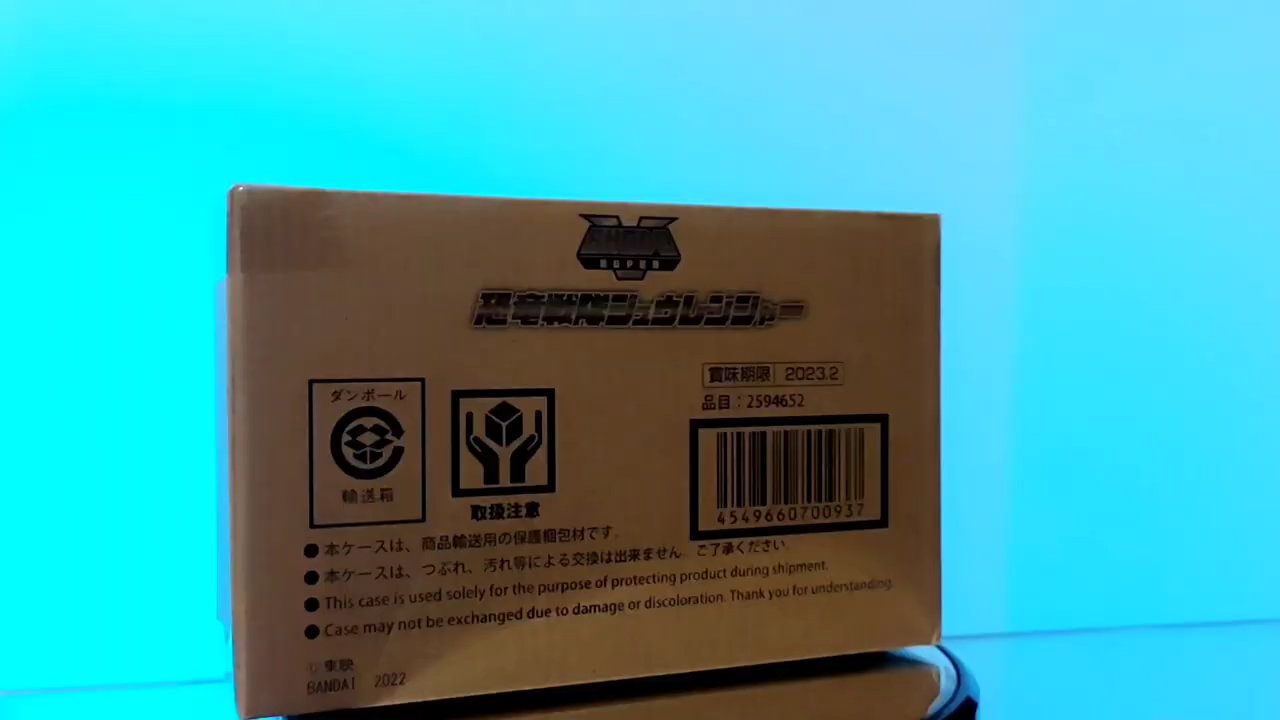 SHODO
SUPER
恐竜戦隊ジュウレンジャー
賞味期限 2023.2
品目：2594652
4549660700937
ダンボール
輸送箱
取扱注意
● 本ケースは、商品輸送用の保護梱包材です。
● 本ケースは、つぶれ、汚れ等による交換は出来ません。ご了承ください。
● This case is used solely for the purpose of protecting product during shipment.
● Case may not be exchanged due to damage or discoloration. Thank you for understanding.
© 東映
BANDAI 2022